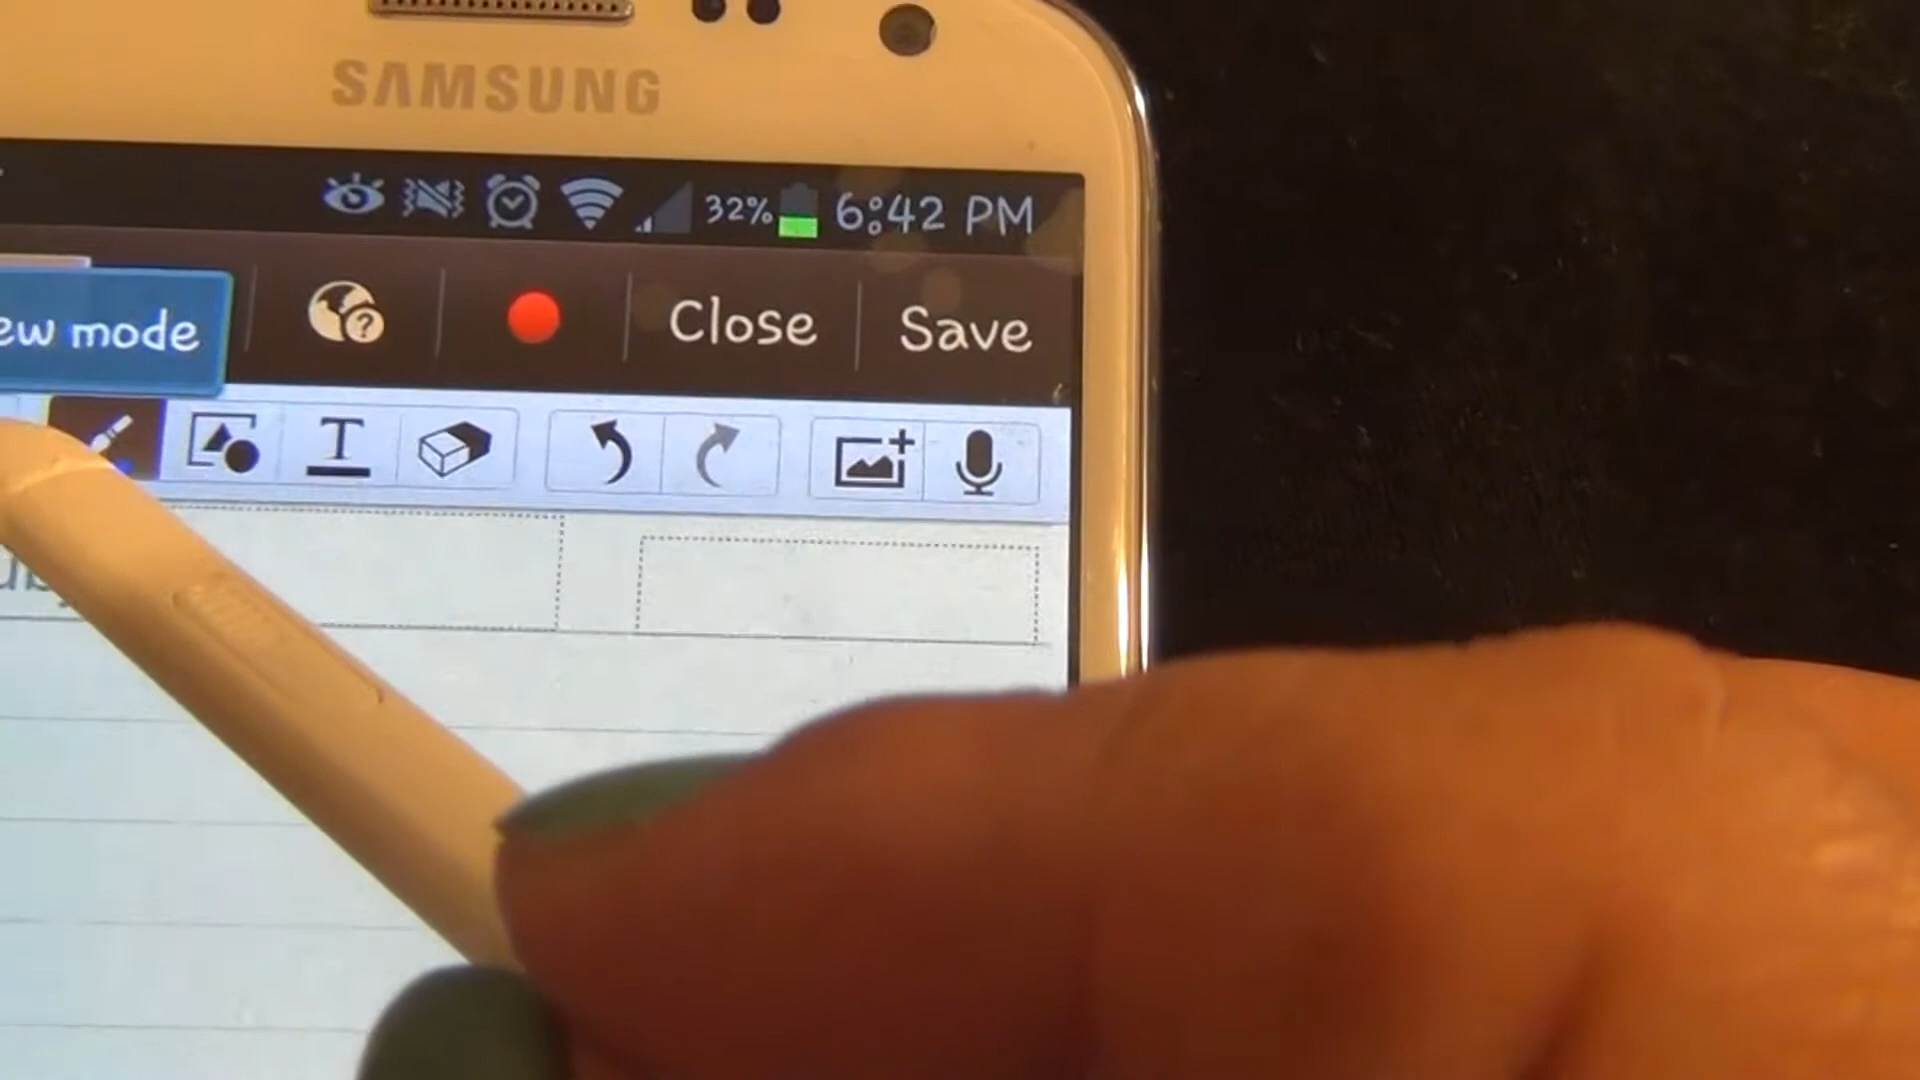 SAMSUNG
32% 6:42 PM
ew mode
Close
Save
T